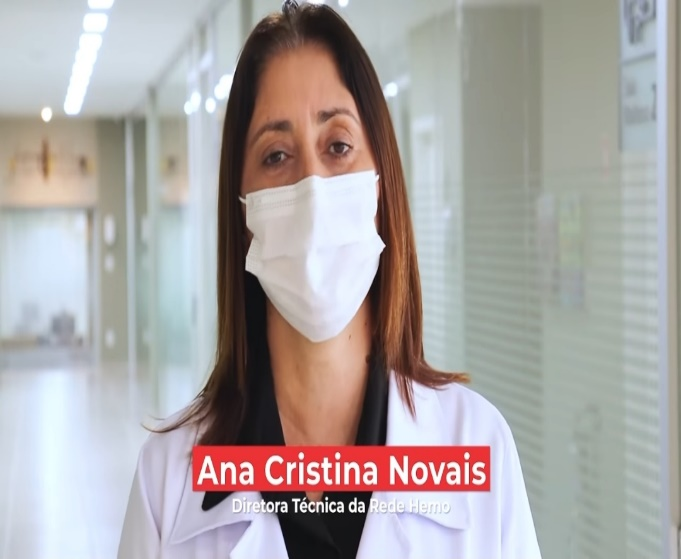 Ana Cristina Novais
Diretora Técnica da Rede Hemo